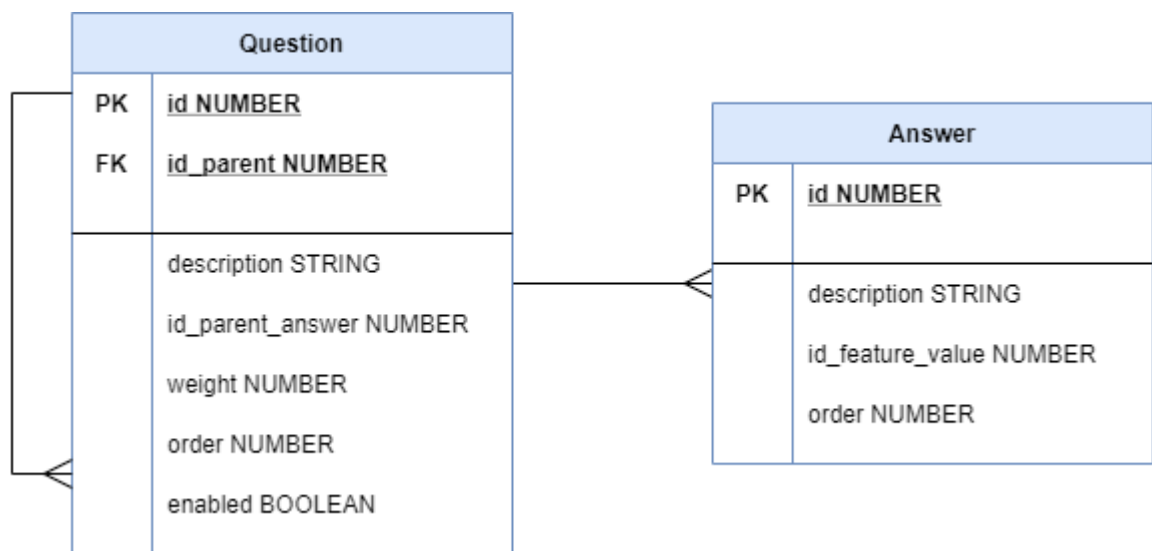 Question
PK id NUMBER
FK id_parent NUMBER
description STRING
id_parent_answer NUMBER
weight NUMBER
order NUMBER
enabled BOOLEAN
Answer
PK id NUMBER
description STRING
id_feature_value NUMBER
order NUMBER